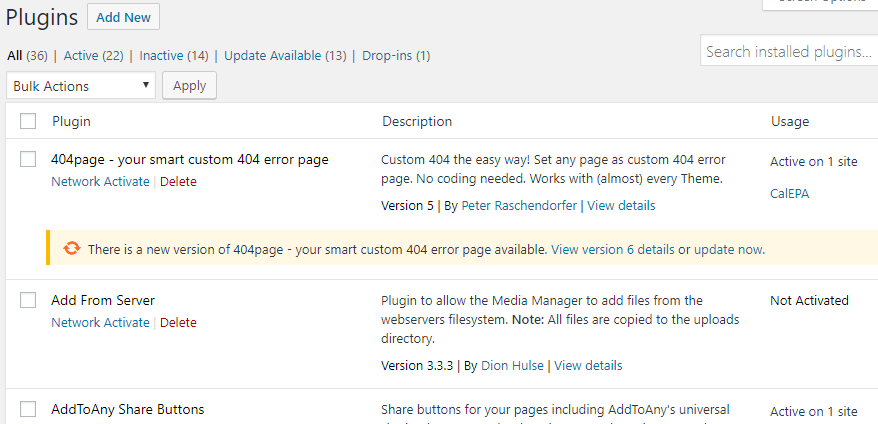 Screen Options
Plugins Add New
All (36) | Active (22) | Inactive (14) | Update Available (13) | Drop-ins (1)
Search installed plugins...
Bulk Actions Apply
Plugin Description Usage
404page - your smart custom 404 error page
Network Activate | Delete
Custom 404 the easy way! Set any page as custom 404 error
page. No coding needed. Works with (almost) every Theme.
Version 5 | By Peter Raschendorfer | View details
Active on 1 site
CalEPA
There is a new version of 404page - your smart custom 404 error page available. View version 6 details or update now.
Add From Server
Network Activate | Delete
Plugin to allow the Media Manager to add files from the
webservers filesystem. Note: All files are copied to the uploads
directory.
Version 3.3.3 | By Dion Hulse | View details
Not Activated
AddToAny Share Buttons
Share buttons for your pages including AddToAny's universal
Active on 1 site